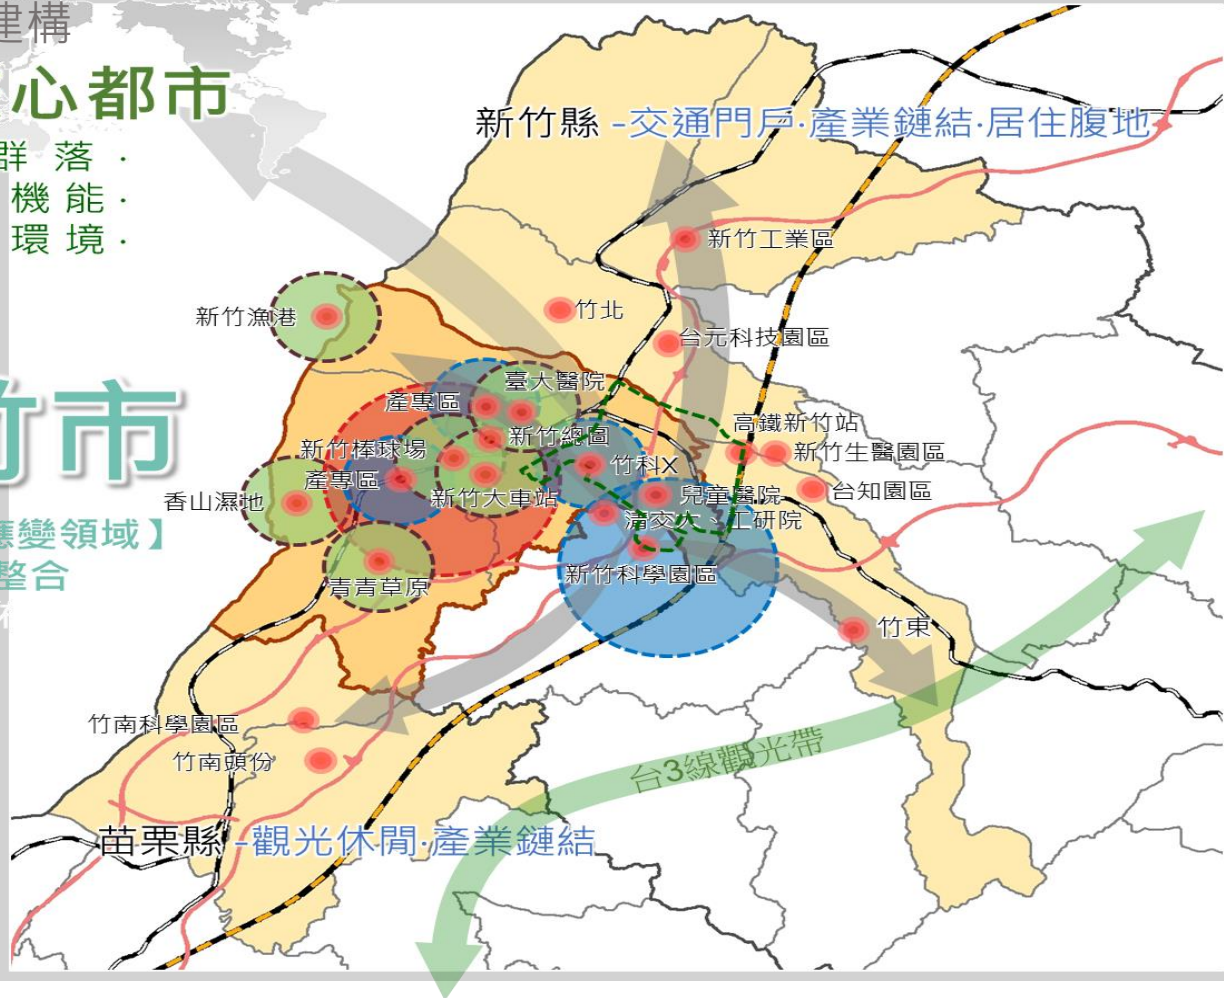 建構
心都市
群落·
機能·
環境·
新竹縣-交通門戶·產業鏈結·居住腹地
新竹工業區
新竹漁港
竹北
台元科技園區
臺大醫院
產專區
高鐵新竹站
新竹總圖
新竹棒球場
新竹生醫園區
竹科X
竹市
產專區
新竹大車站
兒童醫院
台知園區
香山濕地
清交大、工研院
應變領域】
整合
新竹科學園區
青青草原
竹東
竹南科學園區
台3線觀光帶
竹南頭份
苗栗縣-觀光休閒·產業鏈結